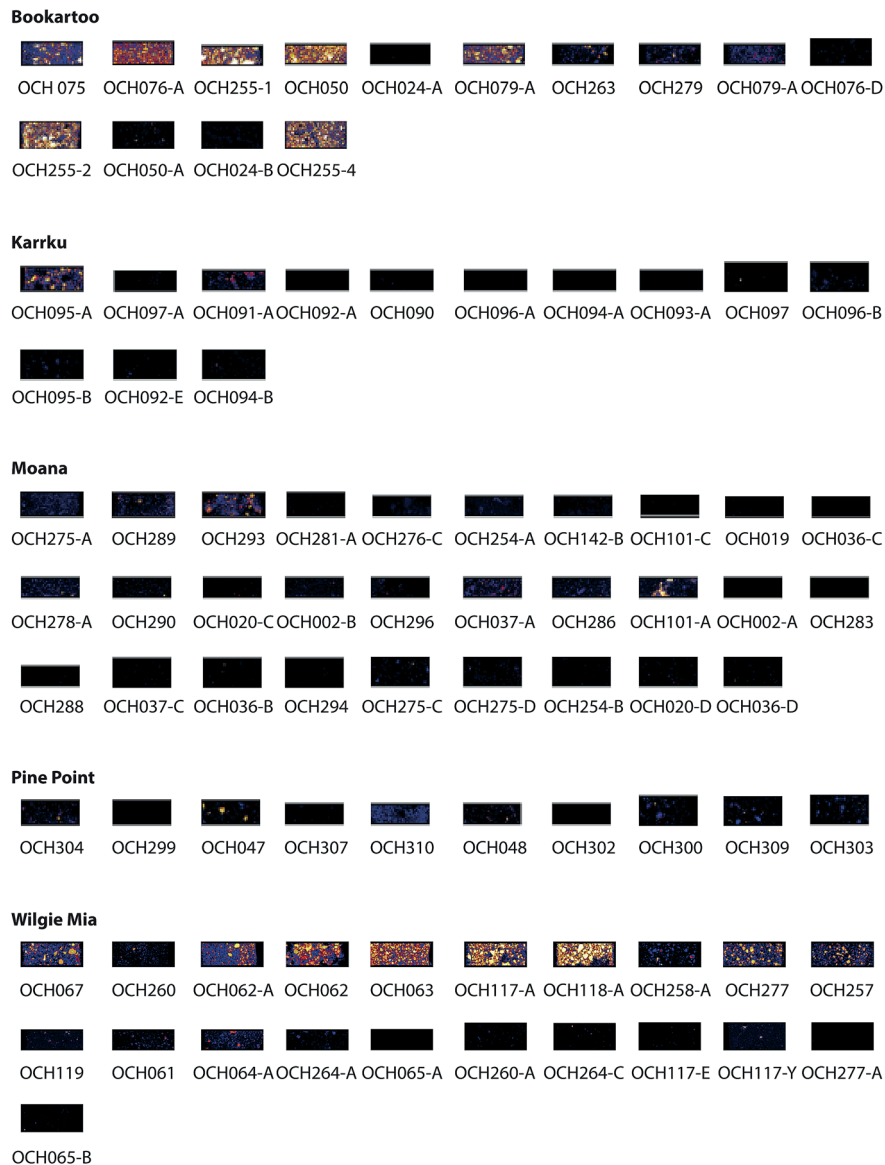 Bookartoo
OCH 075 OCH076-A OCH255-1 OCH050 OCH024-A OCH079-A OCH263 OCH279 OCH079-A OCH076-D
OCH255-2 OCH050-A OCH024-B OCH255-4
Karrku
OCH095-A OCH097-A OCH091-A OCH092-A OCH090 OCH096-A OCH094-A OCH093-A OCH097 OCH096-B
OCH095-B OCH092-E OCH094-B
Moana
OCH275-A OCH289 OCH293 OCH281-A OCH276-C OCH254-A OCH142-B OCH101-C OCH019 OCH036-C
OCH278-A OCH290 OCH020-C OCH002-B OCH296 OCH037-A OCH286 OCH101-A OCH002-A OCH283
OCH288 OCH037-C OCH036-B OCH294 OCH275-C OCH275-D OCH254-B OCH020-D OCH036-D
Pine Point
OCH304 OCH299 OCH047 OCH307 OCH310 OCH048 OCH302 OCH300 OCH309 OCH303
Wilgie Mia
OCH067 OCH260 OCH062-A OCH062 OCH063 OCH117-A OCH118-A OCH258-A OCH277 OCH257
OCH119 OCH061 OCH064-A OCH264-A OCH065-A OCH260-A OCH264-C OCH117-E OCH117-Y OCH277-A
OCH065-B